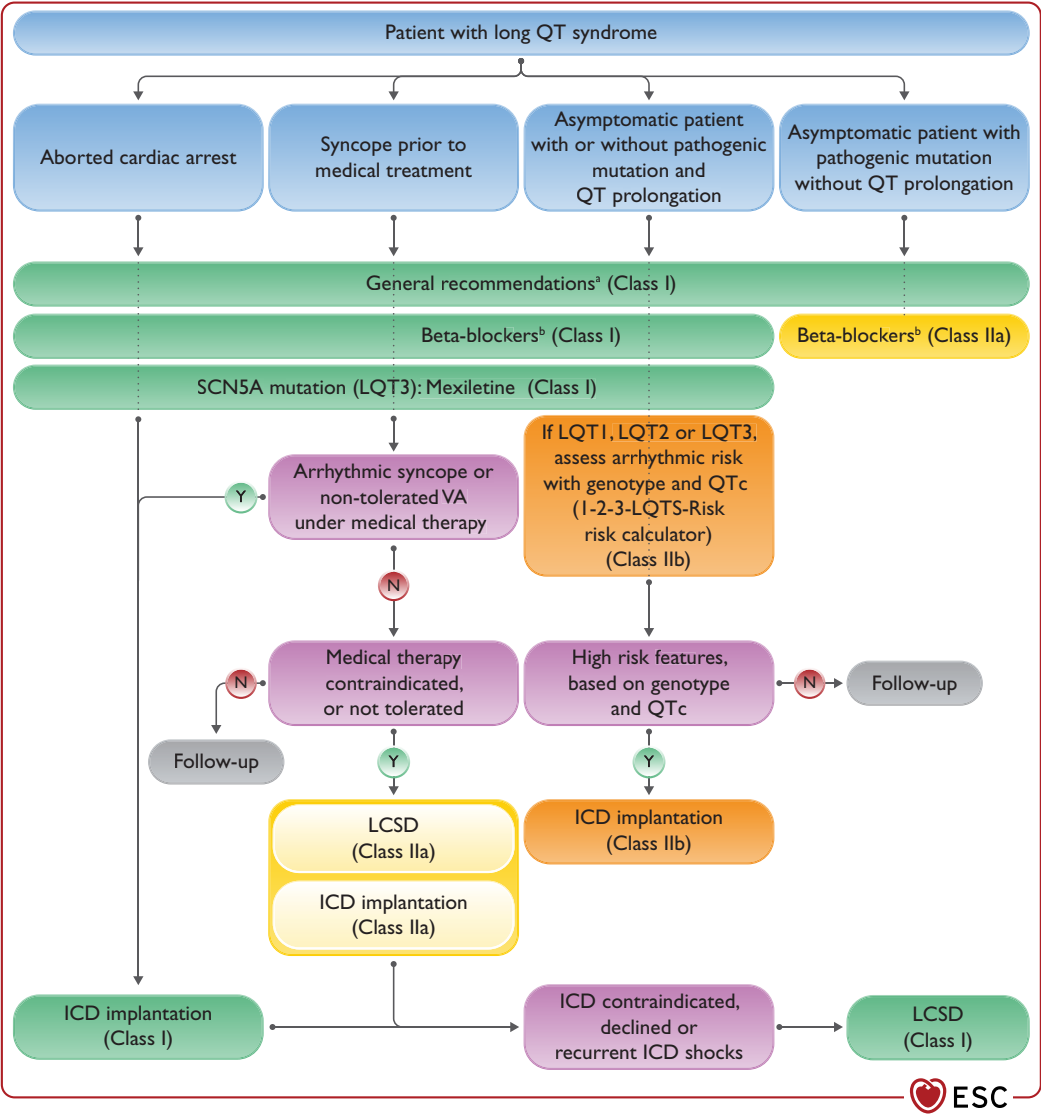 Patient with long QT syndrome
Aborted cardiac arrest
Syncope prior to
medical treatment
Asymptomatic patient
with or without pathogenic
mutation and
QT prolongation
Asymptomatic patient with
pathogenic mutation
without QT prolongation
General recommendationsᵃ (Class I)
Beta-blockersᵇ (Class I)
Beta-blockersᵇ (Class IIa)
SCN5A mutation (LQT3): Mexiletine (Class I)
Y
Arrhythmic syncope or
non-tolerated VA
under medical therapy
If LQT1, LQT2 or LQT3,
assess arrhythmic risk
with genotype and QTc
(1-2-3-LQTS-Risk
risk calculator)
(Class IIb)
N
N
Medical therapy
contraindicated,
or not tolerated
High risk features,
based on genotype
and QTc
N
Follow-up
Follow-up
Y
Y
LCSD
(Class IIa)
ICD implantation
(Class IIa)
ICD implantation
(Class IIb)
ICD implantation
(Class I)
ICD contraindicated,
declined or
recurrent ICD shocks
LCSD
(Class I)
ESC